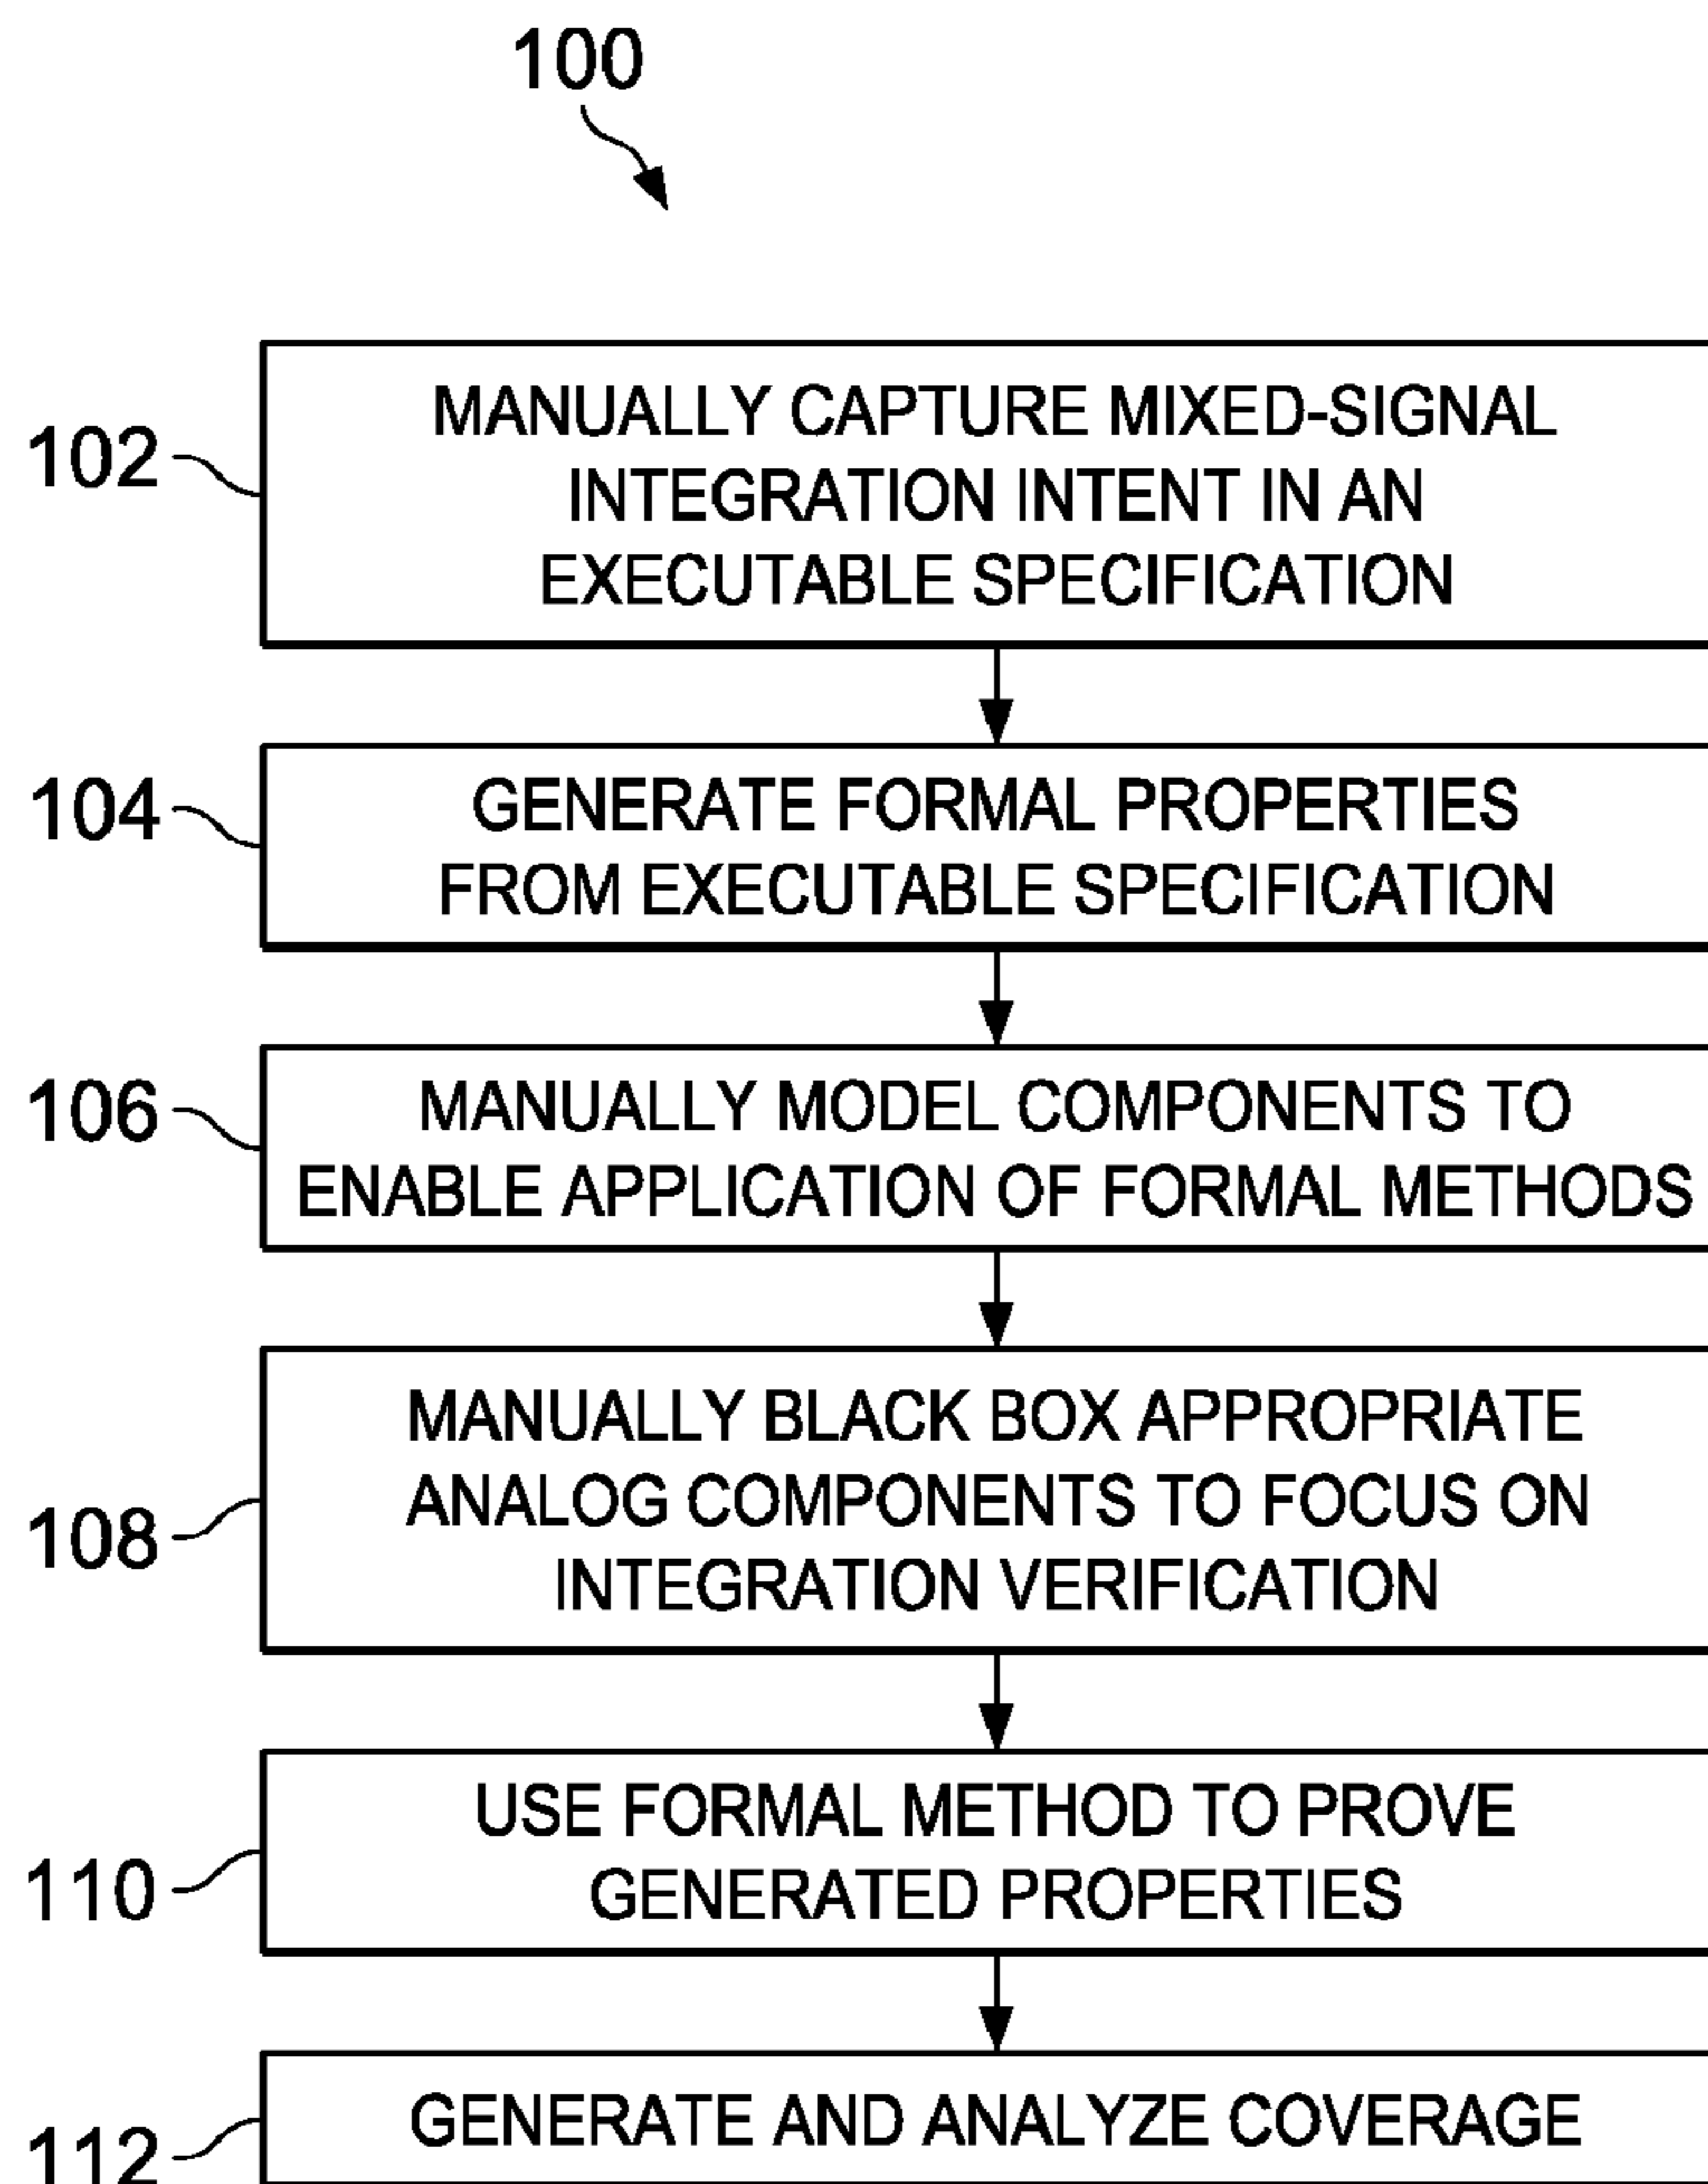 100
102
MANUALLY CAPTURE MIXED-SIGNAL
INTEGRATION INTENT IN AN
EXECUTABLE SPECIFICATION
104
GENERATE FORMAL PROPERTIES
FROM EXECUTABLE SPECIFICATION
106
MANUALLY MODEL COMPONENTS TO
ENABLE APPLICATION OF FORMAL METHODS
108
MANUALLY BLACK BOX APPROPRIATE
ANALOG COMPONENTS TO FOCUS ON
INTEGRATION VERIFICATION
110
USE FORMAL METHOD TO PROVE
GENERATED PROPERTIES
112
GENERATE AND ANALYZE COVERAGE